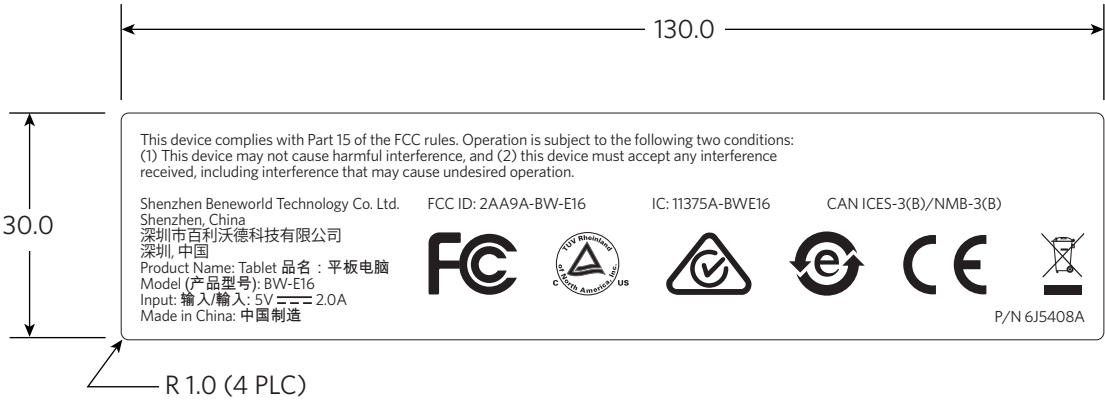 130.0
This device complies with Part 15 of the FCC rules. Operation is subject to the following two conditions:
(1) This device may not cause harmful interference, and (2) this device must accept any interference
received, including interference that may cause undesired operation.
30.0
Shenzhen Beneworld Technology Co. Ltd.
Shenzhen, China
深圳市百利沃德科技有限公司
深圳, 中国
Product Name: Tablet 品名：平板电脑
Model (产品型号): BW-E16
Input: 输入/輸入: 5V 2.0A
Made in China: 中国制造
FCC ID: 2AA9A-BW-E16
IC: 11375A-BWE16
CAN ICES-3(B)/NMB-3(B)
FC
TUV Rheinland
of North America, Inc.
C US
e
CE
P/N 6J5408A
R 1.0 (4 PLC)